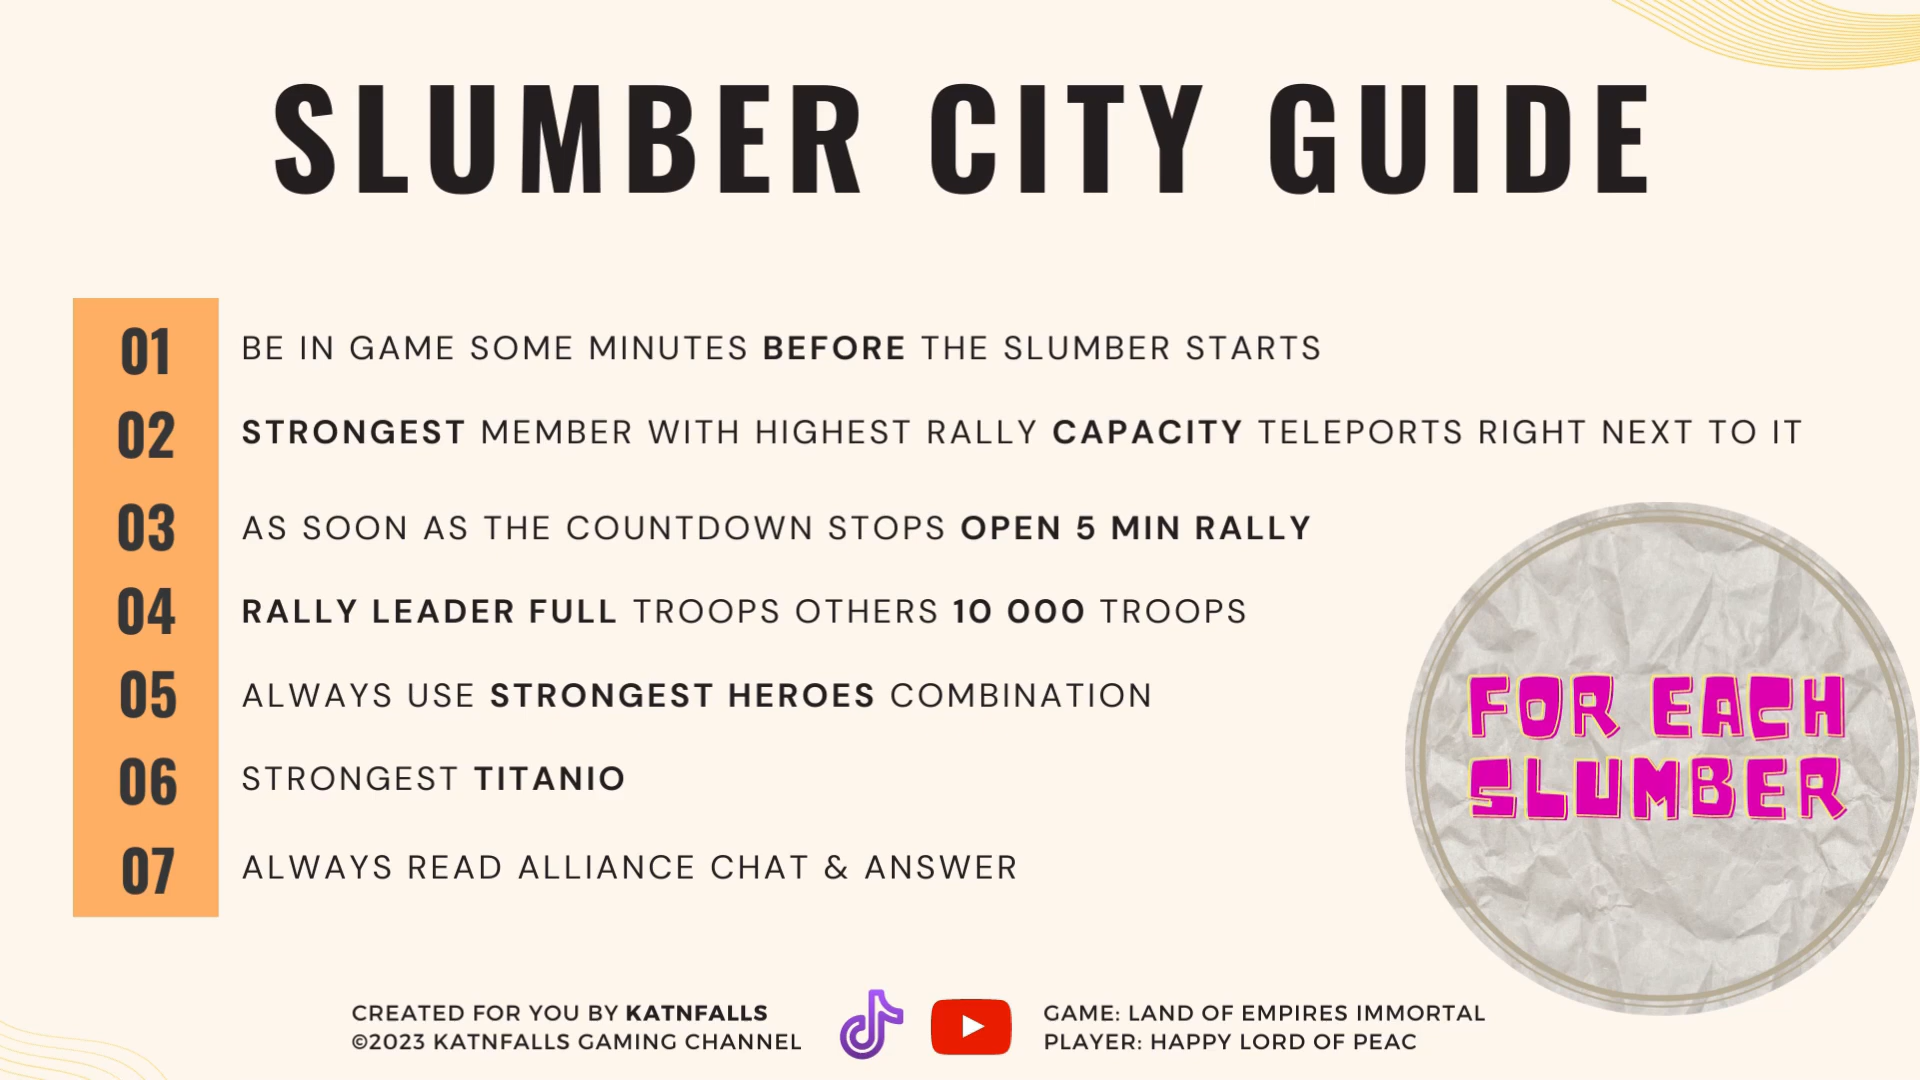 SLUMBER CITY GUIDE
01 BE IN GAME SOME MINUTES BEFORE THE SLUMBER STARTS
02 STRONGEST MEMBER WITH HIGHEST RALLY CAPACITY TELEPORTS RIGHT NEXT TO IT
03 AS SOON AS THE COUNTDOWN STOPS OPEN 5 MIN RALLY
04 RALLY LEADER FULL TROOPS OTHERS 10 000 TROOPS
05 ALWAYS USE STRONGEST HEROES COMBINATION
06 STRONGEST TITANIO
07 ALWAYS READ ALLIANCE CHAT & ANSWER
FOR EACH
SLUMBER
CREATED FOR YOU BY KATNFALLS
©2023 KATNFALLS GAMING CHANNEL
GAME: LAND OF EMPIRES IMMORTAL
PLAYER: HAPPY LORD OF PEAC